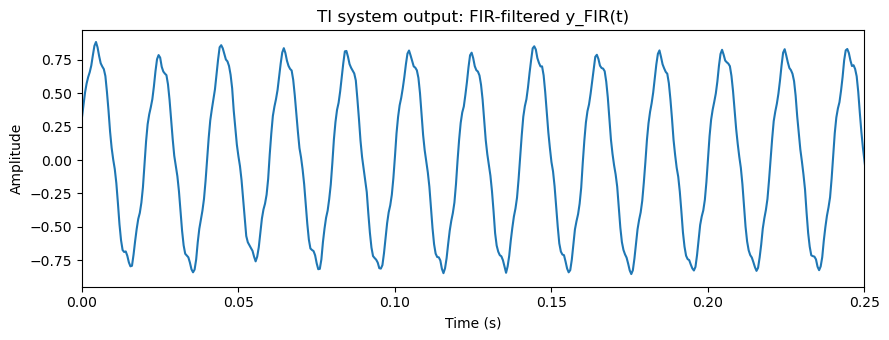 TI system output: FIR-filtered y_FIR(t)
Amplitude
0.75
0.50
0.25
0.00
−0.25
−0.50
−0.75
0.00 0.05 0.10 0.15 0.20 0.25
Time (s)